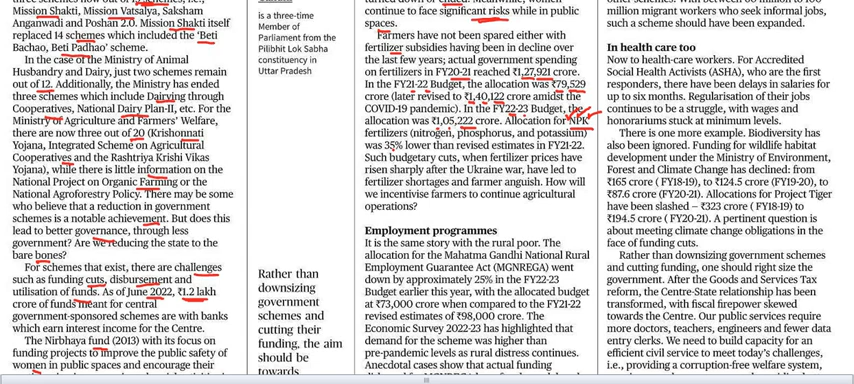 three schemes now out of 19 schemes, i.e.,
Mission Shakti, Mission Vatsalya, Saksham
Anganwadi and Poshan 2.0. Mission Shakti itself
replaced 14 schemes which included the ‘Beti
Bachao, Beti Padhao’ scheme.
In the case of the Ministry of Animal
Husbandry and Dairy, just two schemes remain
out of 12. Additionally, the Ministry has ended
three schemes which include Dairying through
Cooperatives, National Dairy Plan-II, etc. For the
Ministry of Agriculture and Farmers’ Welfare,
there are now three out of 20 (Krishonnati
Yojana, Integrated Scheme on Agricultural
Cooperatives and the Rashtriya Krishi Vikas
Yojana), while there is little information on the
National Project on Organic Farming or the
National Agroforestry Policy. There may be some
who believe that a reduction in government
schemes is a notable achievement. But does this
lead to better governance, through less
government? Are we reducing the state to the
bare bones?
For schemes that exist, there are challenges
such as funding cuts, disbursement and
utilisation of funds. As of June 2022, ₹1.2 lakh
crore of funds meant for central
government-sponsored schemes are with banks
which earn interest income for the Centre.
The Nirbhaya fund (2013) with its focus on
funding projects to improve the public safety of
women in public spaces and encourage their
is a three-time
Member of
Parliament from the
Pilibhit Lok Sabha
constituency in
Uttar Pradesh
Rather than
downsizing
government
schemes and
cutting their
funding, the aim
should be
towards
continue to face significant risks while in public
spaces.
Farmers have not been spared either with
fertilizer subsidies having been in decline over
the last few years; actual government spending
on fertilizers in FY20-21 reached ₹1,27,921 crore.
In the FY21-22 Budget, the allocation was ₹79,529
crore (later revised to ₹1,40,122 crore amidst the
COVID-19 pandemic). In the FY22-23 Budget, the
allocation was ₹1,05,222 crore. Allocation for NPK
fertilizers (nitrogen, phosphorus, and potassium)
was 35% lower than revised estimates in FY21-22.
Such budgetary cuts, when fertilizer prices have
risen sharply after the Ukraine war, have led to
fertilizer shortages and farmer anguish. How will
we incentivise farmers to continue agricultural
operations?
Employment programmes
It is the same story with the rural poor. The
allocation for the Mahatma Gandhi National Rural
Employment Guarantee Act (MGNREGA) went
down by approximately 25% in the FY22-23
Budget earlier this year, with the allocated budget
at ₹73,000 crore when compared to the FY21-22
revised estimates of ₹98,000 crore. The
Economic Survey 2022-23 has highlighted that
demand for the scheme was higher than
pre-pandemic levels as rural distress continues.
Anecdotal cases show that actual funding
million migrant workers who seek informal jobs,
such a scheme should have been expanded.
In health care too
Now to health-care workers. For Accredited
Social Health Activists (ASHA), who are the first
responders, there have been delays in salaries for
up to six months. Regularisation of their jobs
continues to be a struggle, with wages and
honorariums stuck at minimum levels.
There is one more example. Biodiversity has
also been ignored. Funding for wildlife habitat
development under the Ministry of Environment,
Forest and Climate Change has declined: from
₹165 crore ( FY18-19), to ₹124.5 crore (FY19-20), to
₹87.6 crore (FY20-21). Allocations for Project Tiger
have been slashed – ₹323 crore ( FY18-19) to
₹194.5 crore ( FY20-21). A pertinent question is
about meeting climate change obligations in the
face of funding cuts.
Rather than downsizing government schemes
and cutting funding, one should right size the
government. After the Goods and Services Tax
reform, the Centre-State relationship has been
transformed, with fiscal firepower skewed
towards the Centre. Our public services require
more doctors, teachers, engineers and fewer data
entry clerks. We need to build capacity for an
efficient civil service to meet today’s challenges,
i.e., providing a corruption-free welfare system,